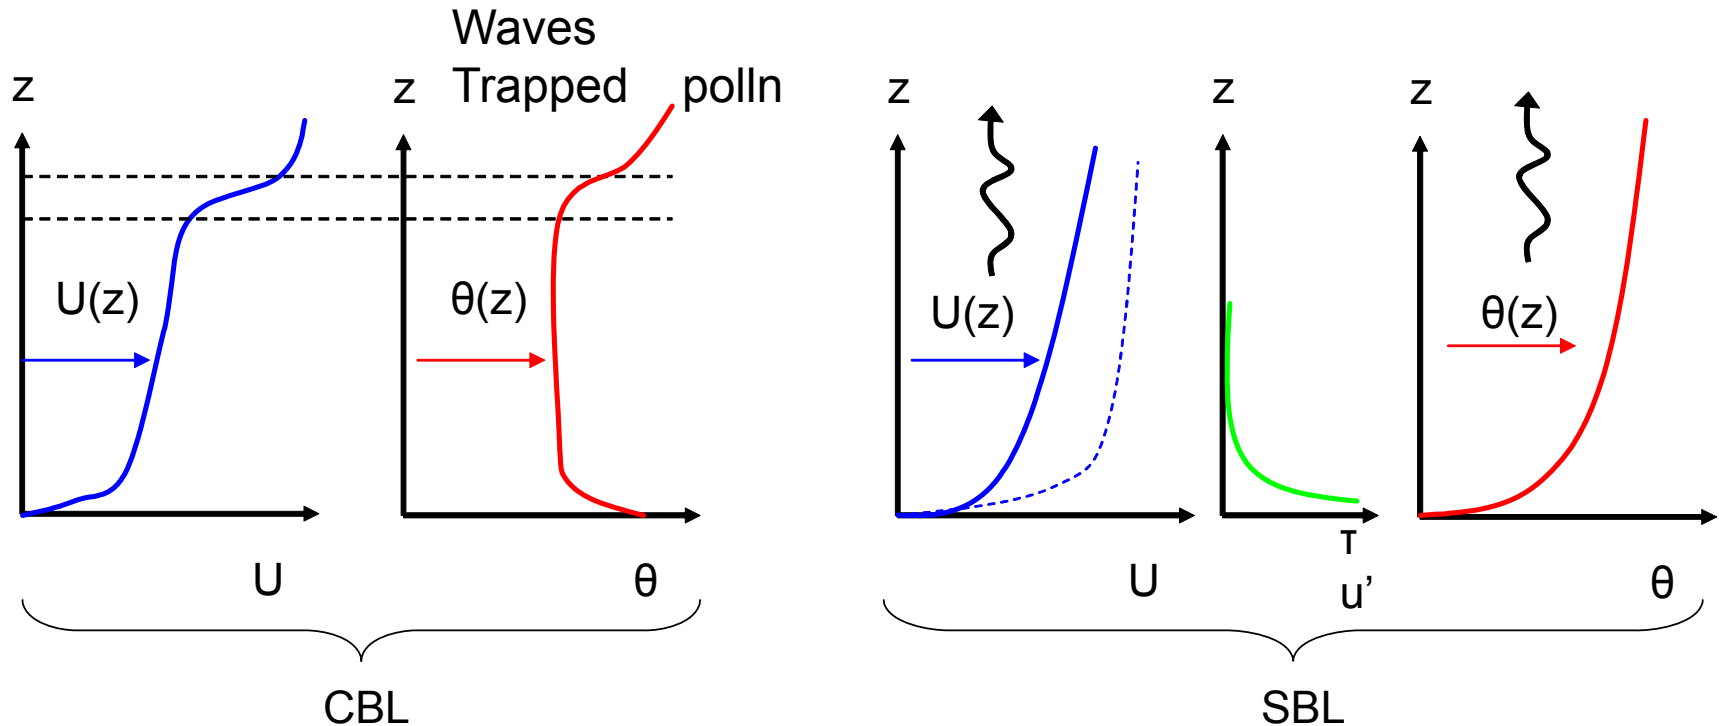 Waves
Trapped polln
z
z
z
z
z
U(z)
θ(z)
U(z)
θ(z)
U
θ
U
τ
u’
θ
CBL
SBL